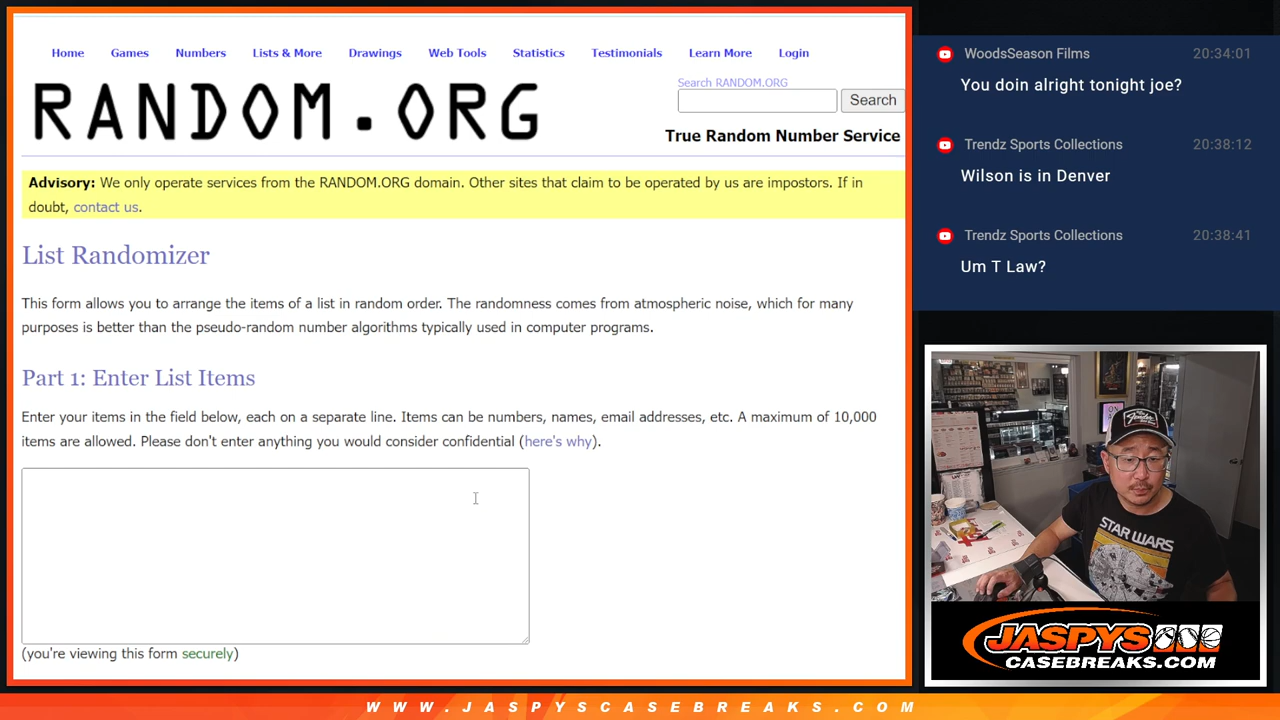 Home Games Numbers Lists & More Drawings Web Tools Statistics Testimonials Learn More Login
RANDOM.ORG
Search RANDOM.ORG
Search
True Random Number Service
Advisory: We only operate services from the RANDOM.ORG domain. Other sites that claim to be operated by us are impostors. If in
doubt, contact us.
List Randomizer
This form allows you to arrange the items of a list in random order. The randomness comes from atmospheric noise, which for many
purposes is better than the pseudo-random number algorithms typically used in computer programs.
Part 1: Enter List Items
Enter your items in the field below, each on a separate line. Items can be numbers, names, email addresses, etc. A maximum of 10,000
items are allowed. Please don't enter anything you would consider confidential (here's why).
(you're viewing this form securely)
WoodsSeason Films 20:34:01
You doin alright tonight joe?
Trendz Sports Collections 20:38:12
Wilson is in Denver
Trendz Sports Collections 20:38:41
Um T Law?
Fender
STAR WARS
JASPYS
CASEBREAKS.COM
WWW.JASPYSCASEBREAKS.COM